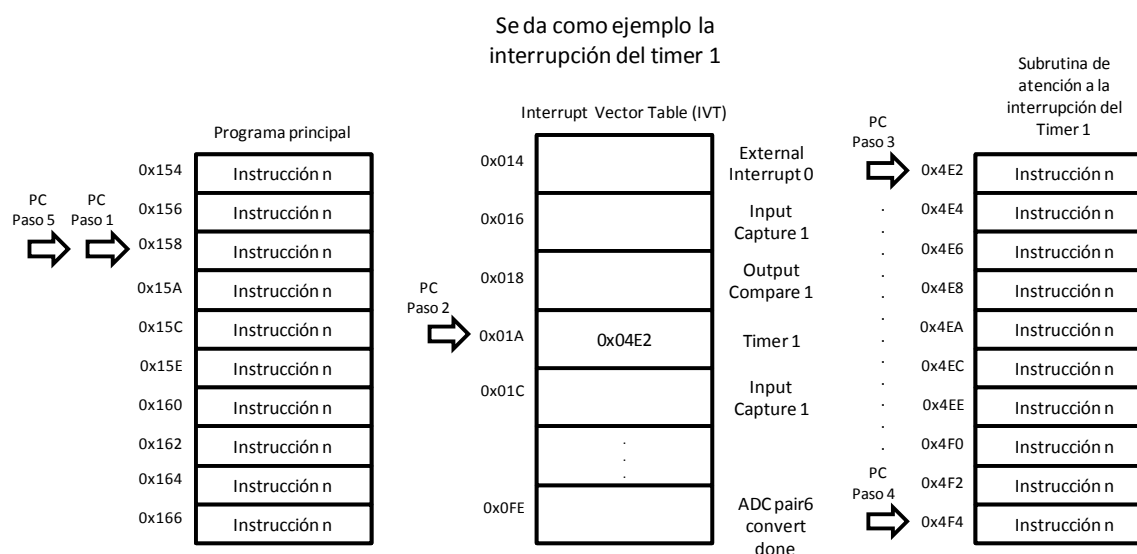 Se da como ejemplo la
interrupción del timer 1
Programa principal
PC
Paso 5
PC
Paso 1
0x154 Instrucción n
0x156 Instrucción n
0x158 Instrucción n
0x15A Instrucción n
0x15C Instrucción n
0x15E Instrucción n
0x160 Instrucción n
0x162 Instrucción n
0x164 Instrucción n
0x166 Instrucción n
Interrupt Vector Table (IVT)
PC
Paso 2
0x014 External
Interrupt 0
0x016 Input
Capture 1
0x018 Output
Compare 1
0x01A 0x04E2 Timer 1
0x01C Input
Capture 1
.
.
.
0x0FE ADC pair6
convert
done
Subrutina de
atención a la
interrupción del
Timer 1
PC
Paso 3
0x4E2 Instrucción n
. 0x4E4 Instrucción n
. 0x4E6 Instrucción n
. 0x4E8 Instrucción n
. 0x4EA Instrucción n
. 0x4EC Instrucción n
. 0x4EE Instrucción n
. 0x4F0 Instrucción n
PC
Paso 4
0x4F2 Instrucción n
0x4F4 Instrucción n